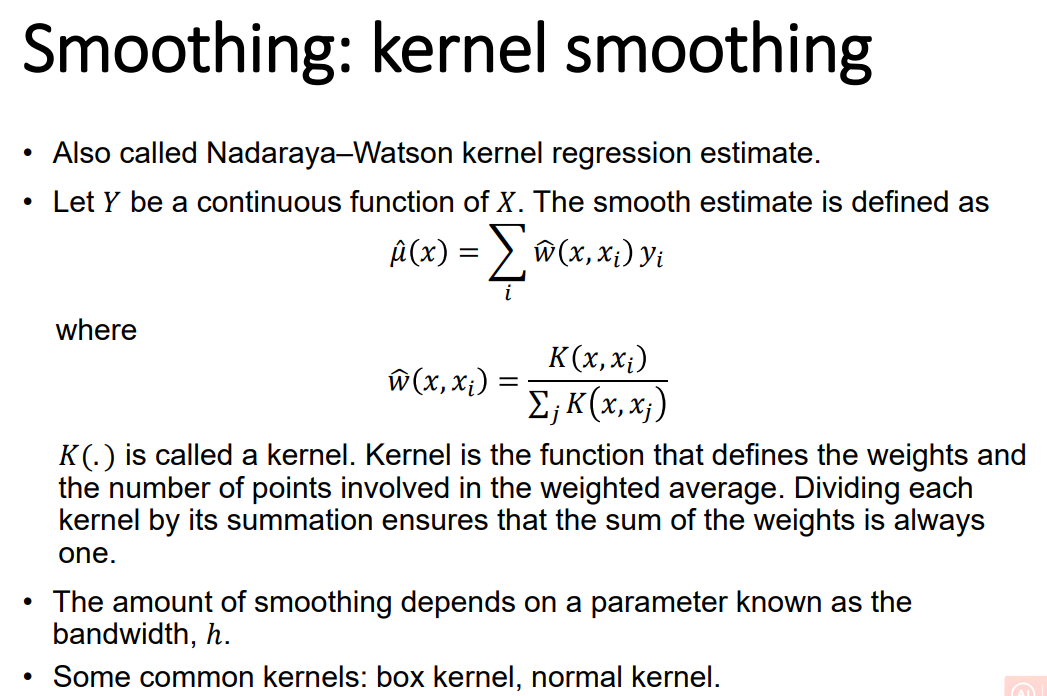 Smoothing: kernel smoothing
• Also called Nadaraya–Watson kernel regression estimate.
• Let Y be a continuous function of X. The smooth estimate is defined as
μ̂(x) = ∑ᵢ ŵ(x, xᵢ) yᵢ
where
ŵ(x, xᵢ) = K(x, xᵢ) / ∑ⱼ K(x, xⱼ)
K(.) is called a kernel. Kernel is the function that defines the weights and
the number of points involved in the weighted average. Dividing each
kernel by its summation ensures that the sum of the weights is always
one.
• The amount of smoothing depends on a parameter known as the
bandwidth, h.
• Some common kernels: box kernel, normal kernel.